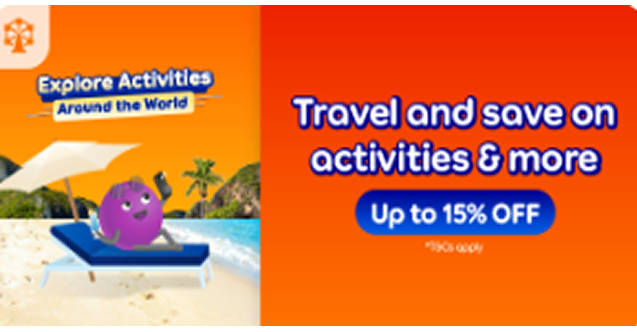 Explore Activities
Around the World
Travel and save on
activities & more
Up to 15% OFF
*T&Cs apply